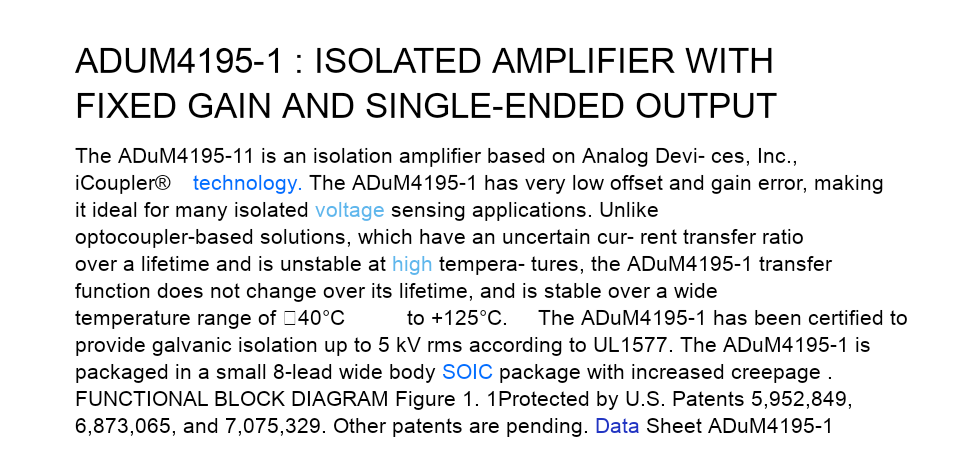 ADUM4195-1 : ISOLATED AMPLIFIER WITH
FIXED GAIN AND SINGLE-ENDED OUTPUT
The ADuM4195-11 is an isolation amplifier based on Analog Devi- ces, Inc.,
iCoupler® technology. The ADuM4195-1 has very low offset and gain error, making
it ideal for many isolated voltage sensing applications. Unlike
optocoupler-based solutions, which have an uncertain cur- rent transfer ratio
over a lifetime and is unstable at high tempera- tures, the ADuM4195-1 transfer
function does not change over its lifetime, and is stable over a wide
temperature range of □40°C to +125°C. The ADuM4195-1 has been certified to
provide galvanic isolation up to 5 kV rms according to UL1577. The ADuM4195-1 is
packaged in a small 8-lead wide body SOIC package with increased creepage .
FUNCTIONAL BLOCK DIAGRAM Figure 1. 1Protected by U.S. Patents 5,952,849,
6,873,065, and 7,075,329. Other patents are pending. Data Sheet ADuM4195-1